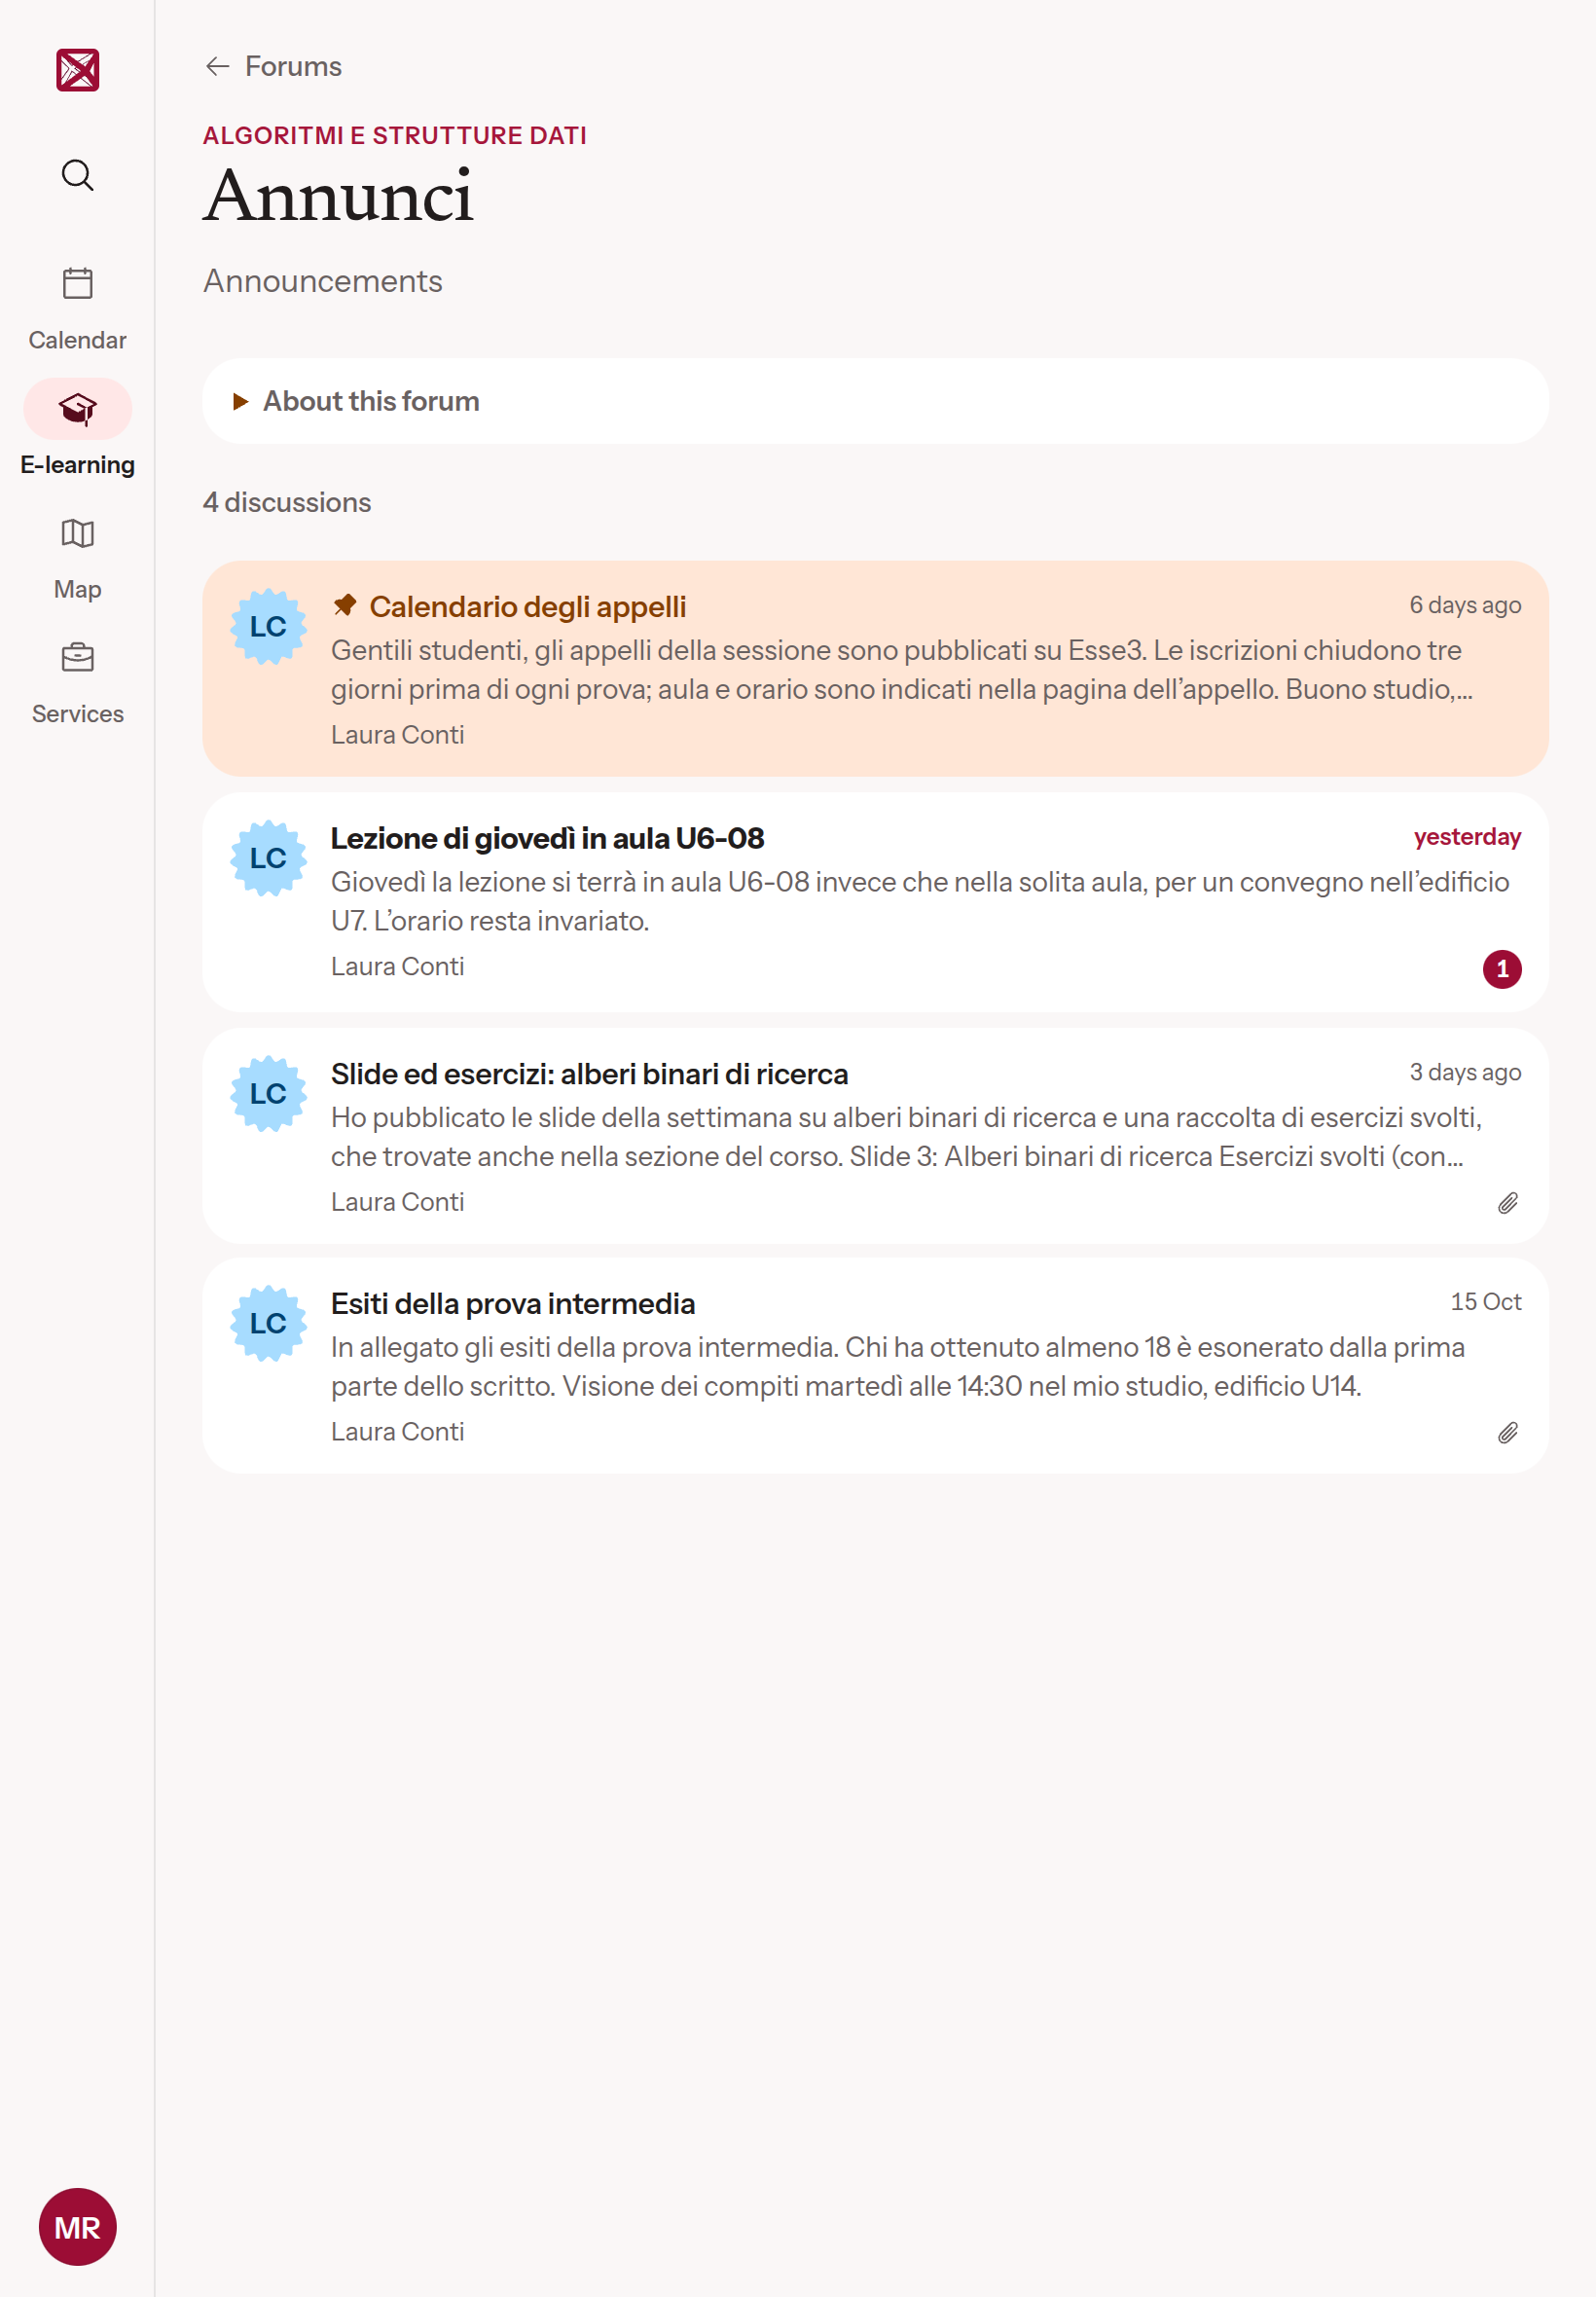 Forums
ALGORITMI E STRUTTURE DATI
Annunci
Announcements
Calendar
E-learning
Map
Services
About this forum
4 discussions
LC
Calendario degli appelli
6 days ago
Gentili studenti, gli appelli della sessione sono pubblicati su Esse3. Le iscrizioni chiudono tre
giorni prima di ogni prova; aula e orario sono indicati nella pagina dell’appello. Buono studio,...
Laura Conti
LC
Lezione di giovedì in aula U6-08
yesterday
Giovedì la lezione si terrà in aula U6-08 invece che nella solita aula, per un convegno nell’edificio
U7. L’orario resta invariato.
Laura Conti
1
LC
Slide ed esercizi: alberi binari di ricerca
3 days ago
Ho pubblicato le slide della settimana su alberi binari di ricerca e una raccolta di esercizi svolti,
che trovate anche nella sezione del corso. Slide 3: Alberi binari di ricerca Esercizi svolti (con...
Laura Conti
LC
Esiti della prova intermedia
15 Oct
In allegato gli esiti della prova intermedia. Chi ha ottenuto almeno 18 è esonerato dalla prima
parte dello scritto. Visione dei compiti martedì alle 14:30 nel mio studio, edificio U14.
Laura Conti
MR